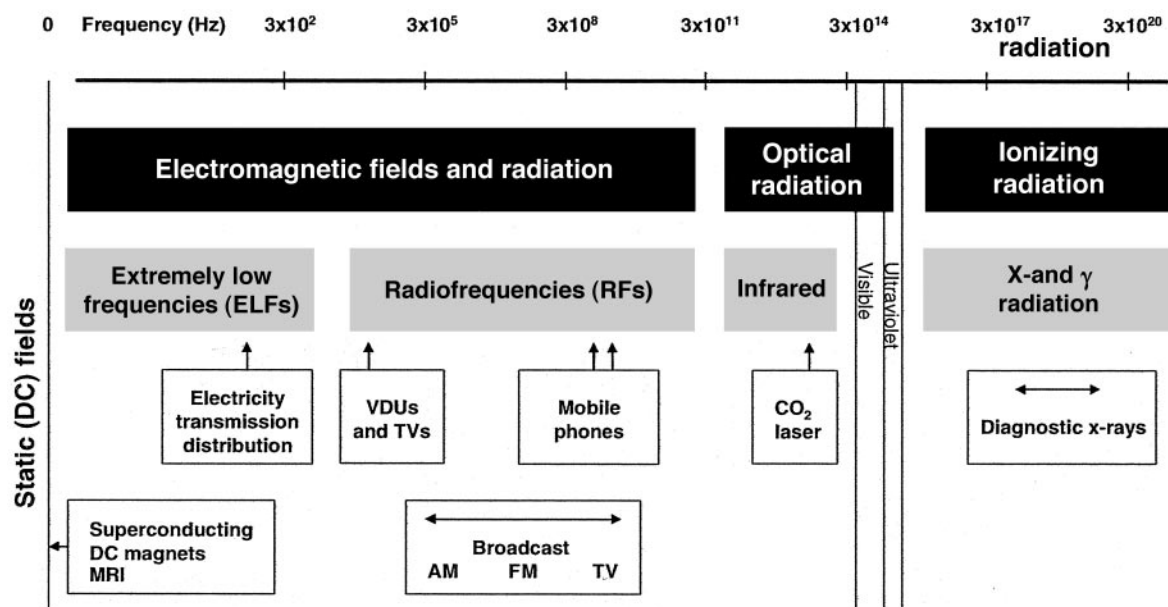 0 Frequency (Hz) 3x10² 3x10⁵ 3x10⁸ 3x10¹¹ 3x10¹⁴ 3x10¹⁷ 3x10²⁰
radiation
Electromagnetic fields and radiation
Optical
radiation
Ionizing
radiation
Extremely low
frequencies (ELFs)
Radiofrequencies (RFs)
Infrared
Visible
Ultraviolet
X-and γ
radiation
Static (DC) fields
Electricity
transmission
distribution
VDUs
and TVs
Mobile
phones
CO₂
laser
Diagnostic x-rays
Superconducting
DC magnets
MRI
Broadcast
AM FM TV